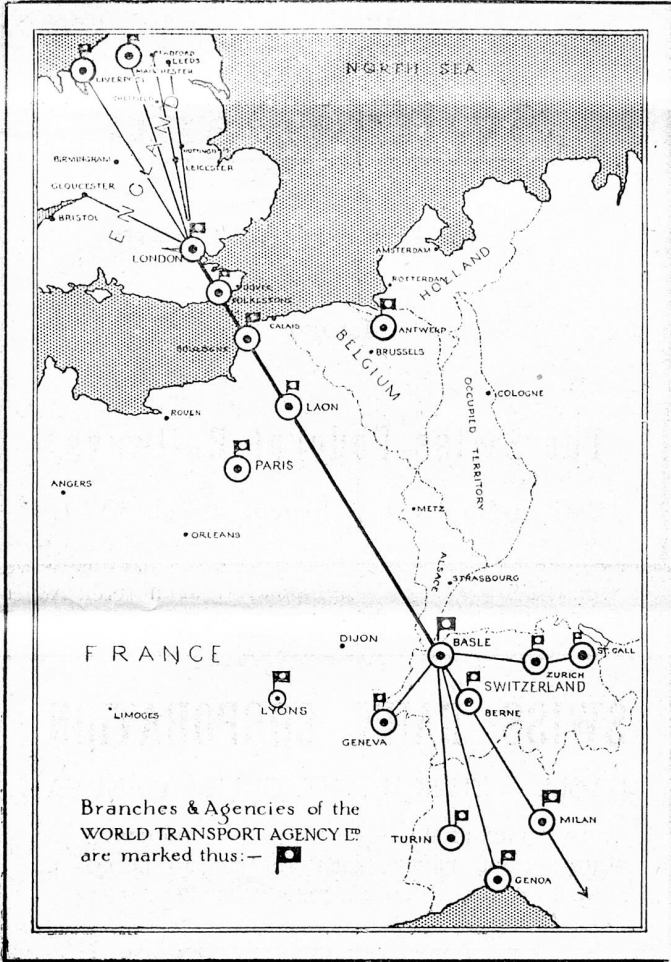 NORTH SEA
BRADFORD
LEEDS
LIVERPOOL
MANCHESTER
SHEFFIELD
ENGLAND
NOTTINGHAM
LEICESTER
BIRMINGHAM
GLOUCESTER
BRISTOL
LONDON
DOVER
FOLKESTONE
AMSTERDAM
HOLLAND
ROTTERDAM
CALAIS
BOULOGNE
ANTWERP
BELGIUM
BRUSSELS
COLOGNE
OCCUPIED TERRITORY
LAON
ROUEN
PARIS
ANGERS
METZ
ORLEANS
ALSACE
STRASBOURG
DIJON
BASLE
ST. GALL
FRANCE
ZURICH
SWITZERLAND
LYONS
BERNE
LIMOGES
GENEVA
Branches & Agencies of the
WORLD TRANSPORT AGENCY LTD
are marked thus:—
TURIN
MILAN
GENOA